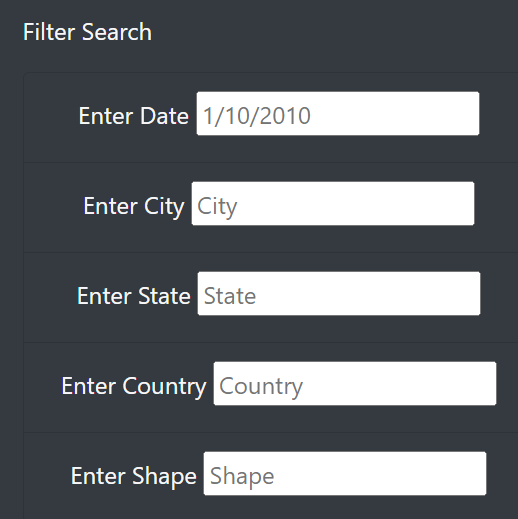 Filter Search
Enter Date 1/10/2010
Enter City City
Enter State State
Enter Country Country
Enter Shape Shape